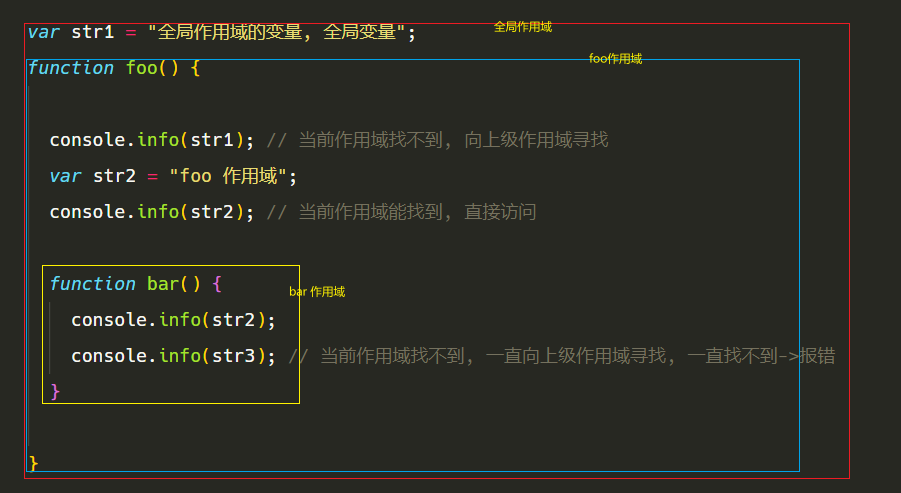 var str1 = "全局作用域的变量, 全局变量";
全局作用域
foo作用域
function foo() {
console.info(str1); // 当前作用域找不到, 向上级作用域寻找
var str2 = "foo 作用域";
console.info(str2); // 当前作用域能找到, 直接访问
function bar() {
bar 作用域
console.info(str2);
console.info(str3); // 当前作用域找不到, 一直向上级作用域寻找, 一直找不到->报错
}
}